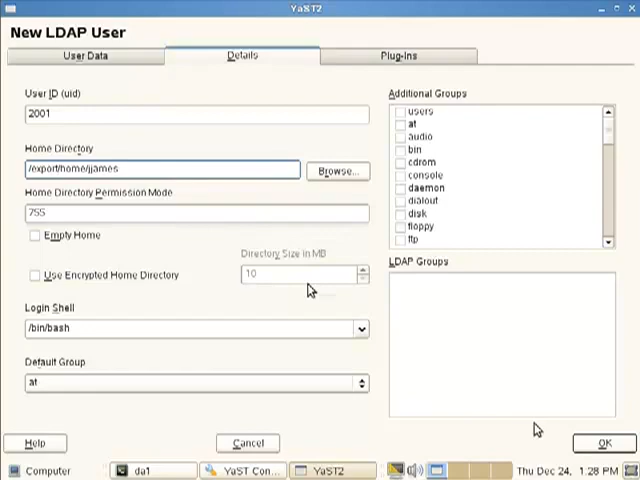 YaST2
New LDAP User
User Data
Details
Plug-Ins
User ID (uid)
2001
Home Directory
/export/home/jjames
Browse...
Home Directory Permission Mode
755
Empty Home
Directory Size in MB
Use Encrypted Home Directory
10
Login Shell
/bin/bash
Default Group
at
Additional Groups
users
at
audio
bin
cdrom
console
daemon
dialout
disk
floppy
ftp
LDAP Groups
Help
Cancel
OK
Computer
da1
YaST Con...
YaST2
Thu Dec 24, 1:28 PM